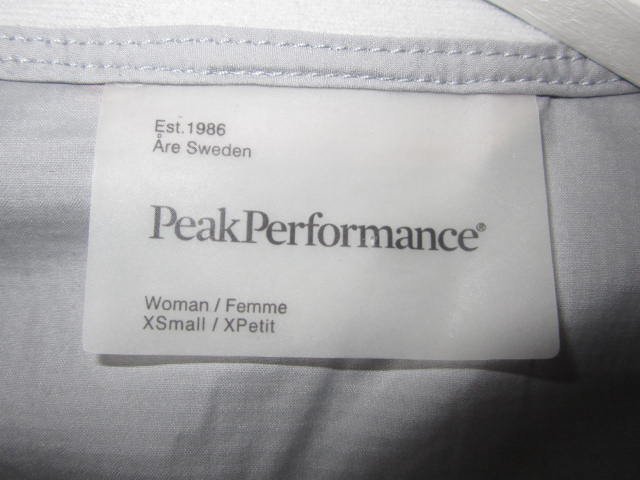 Est.1986
Åre Sweden
PeakPerformance®
Woman / Femme
XSmall / XPetit